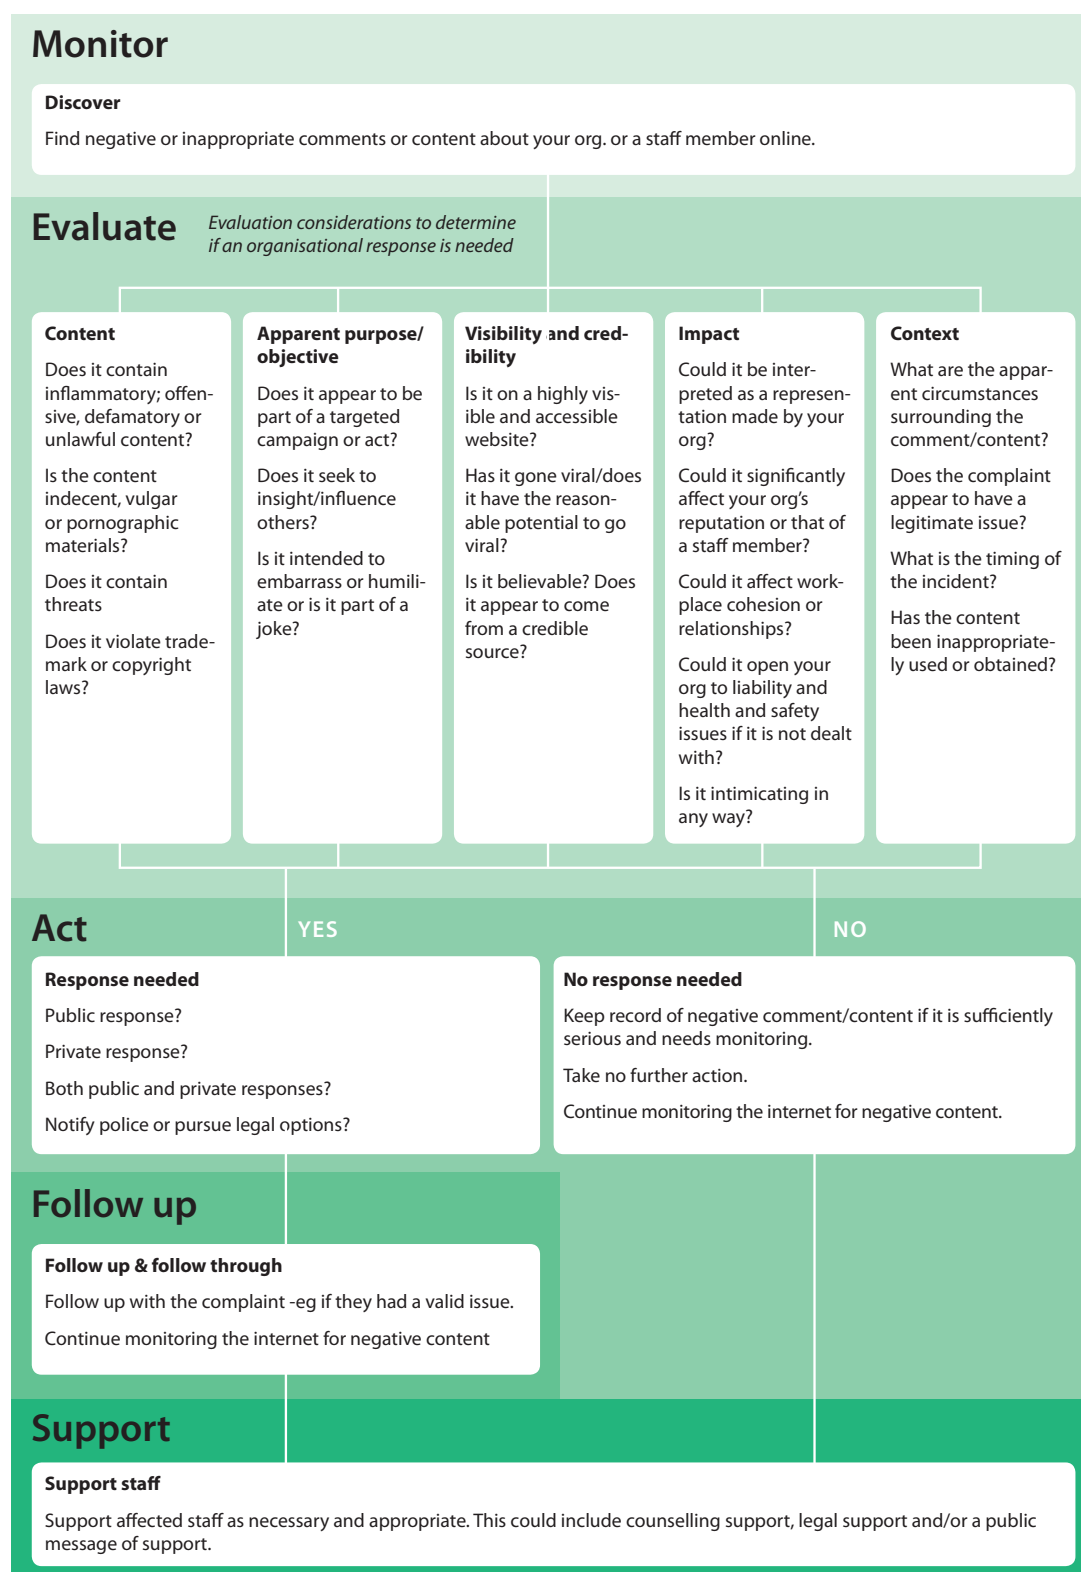 Monitor
Discover
Find negative or inappropriate comments or content about your org. or a staff member online.
Evaluate
Evaluation considerations to determine
if an organisational response is needed
Content
Does it contain
inflammatory; offen-
sive, defamatory or
unlawful content?
Is the content
indecent, vulgar
or pornographic
materials?
Does it contain
threats
Does it violate trade-
mark or copyright
laws?
Apparent purpose/
objective
Does it appear to be
part of a targeted
campaign or act?
Does it seek to
insight/influence
others?
Is it intended to
embarrass or humili-
ate or is it part of a
joke?
Visibility and cred-
ibility
Is it on a highly vis-
ible and accessible
website?
Has it gone viral/does
it have the reason-
able potential to go
viral?
Is it believable? Does
it appear to come
from a credible
source?
Impact
Could it be inter-
preted as a represen-
tation made by your
org?
Could it significantly
affect your org's
reputation or that of
a staff member?
Could it affect work-
place cohesion or
relationships?
Could it open your
org to liability and
health and safety
issues if it is not dealt
with?
Is it intimicating in
any way?
Context
What are the appar-
ent circumstances
surrounding the
comment/content?
Does the complaint
appear to have a
legitimate issue?
What is the timing of
the incident?
Has the content
been inappropriate-
ly used or obtained?
Act
YES
NO
Response needed
Public response?
Private response?
Both public and private responses?
Notify police or pursue legal options?
No response needed
Keep record of negative comment/content if it is sufficiently
serious and needs monitoring.
Take no further action.
Continue monitoring the internet for negative content.
Follow up
Follow up & follow through
Follow up with the complaint -eg if they had a valid issue.
Continue monitoring the internet for negative content
Support
Support staff
Support affected staff as necessary and appropriate. This could include counselling support, legal support and/or a public
message of support.